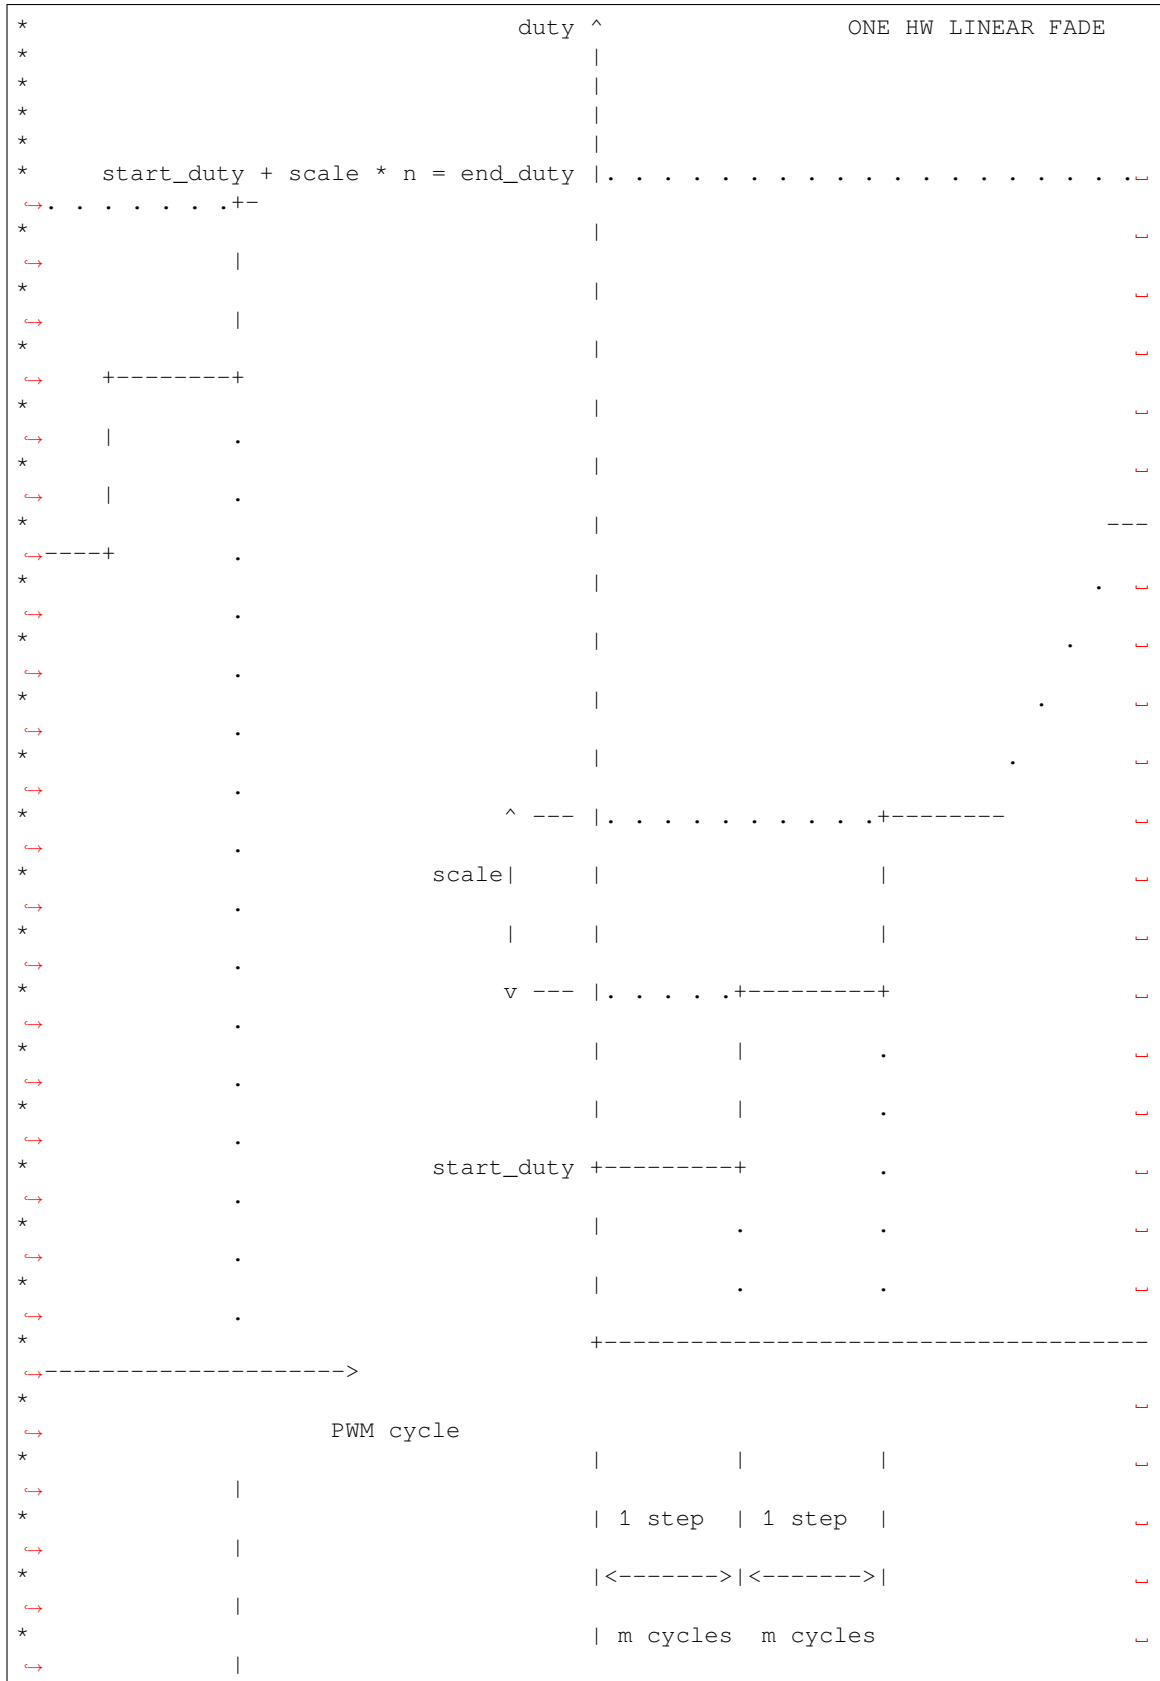 * duty ^ ONE HW LINEAR FADE
* |
* |
* |
* |
* start_duty + scale * n = end_duty |. . . . . . . . . . . . . . . . . . .␣
↪. . . . . . .+-
* | ␣
↪ |
* | ␣
↪ |
* | ␣
↪ +--------+
* | ␣
↪ | .
* | ␣
↪ | .
* | ---
↪----+ .
* | . ␣
↪ .
* | . ␣
↪ .
* | . ␣
↪ .
* | . ␣
↪ .
* ^ --- |. . . . . . . . . .+-------- ␣
↪ .
* scale| | | ␣
↪ .
* | | | ␣
↪ .
* v --- |. . . . .+---------+ ␣
↪ .
* | | . ␣
↪ .
* | | . ␣
↪ .
* start_duty +---------+ . ␣
↪ .
* | . . ␣
↪ .
* | . . ␣
↪ .
* +--------------------------------------
↪--------------------->
* ␣
↪ PWM cycle
* | | | ␣
↪ |
* | 1 step | 1 step | ␣
↪ |
* |<------->|<------->| ␣
↪ |
* | m cycles m cycles ␣
↪ |